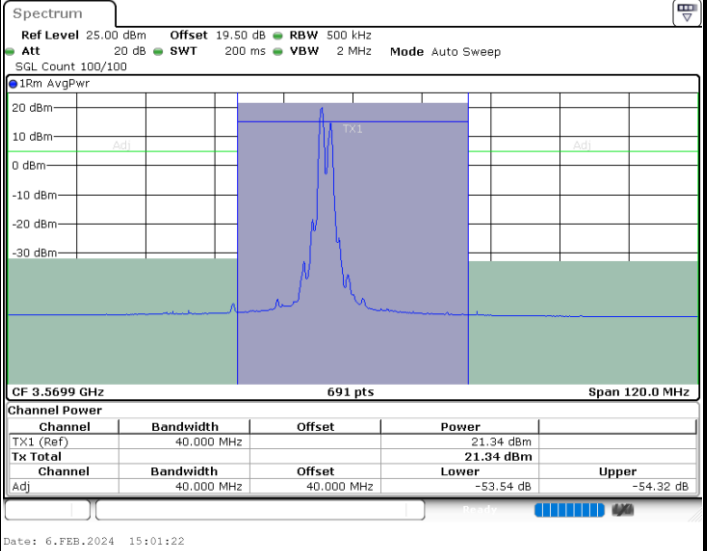 Spectrum
Ref Level 25.00 dBm Offset 19.50 dB RBW 500 kHz
Att 20 dB SWT 200 ms VBW 2 MHz Mode Auto Sweep
SGL Count 100/100
1Rm AvgPwr
20 dBm
TX1
10 dBm
Adj Adj
0 dBm
-10 dBm
-20 dBm
-30 dBm
CF 3.5699 GHz 691 pts Span 120.0 MHz
Channel Power
Channel Bandwidth Offset Power
TX1 (Ref) 40.000 MHz 21.34 dBm
Tx Total 21.34 dBm
Channel Bandwidth Offset Lower Upper
Adj 40.000 MHz 40.000 MHz -53.54 dB -54.32 dB
Ready
Date: 6.FEB.2024 15:01:22